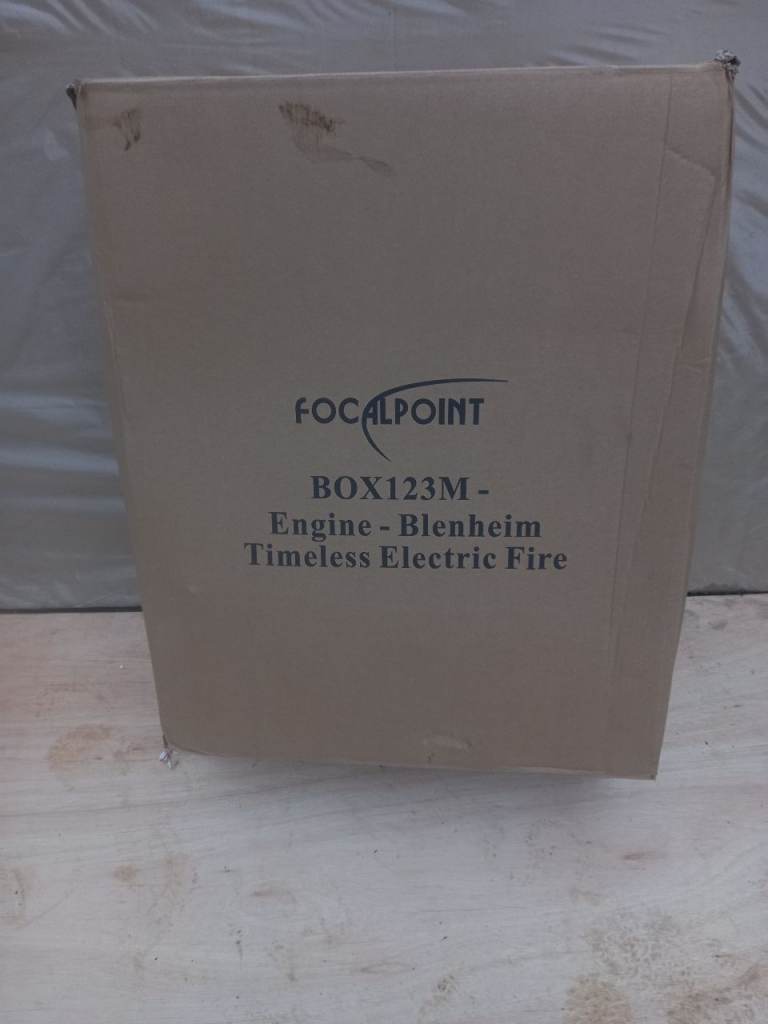 FOCALPOINT
BOX123M -
Engine - Blenheim
Timeless Electric Fire